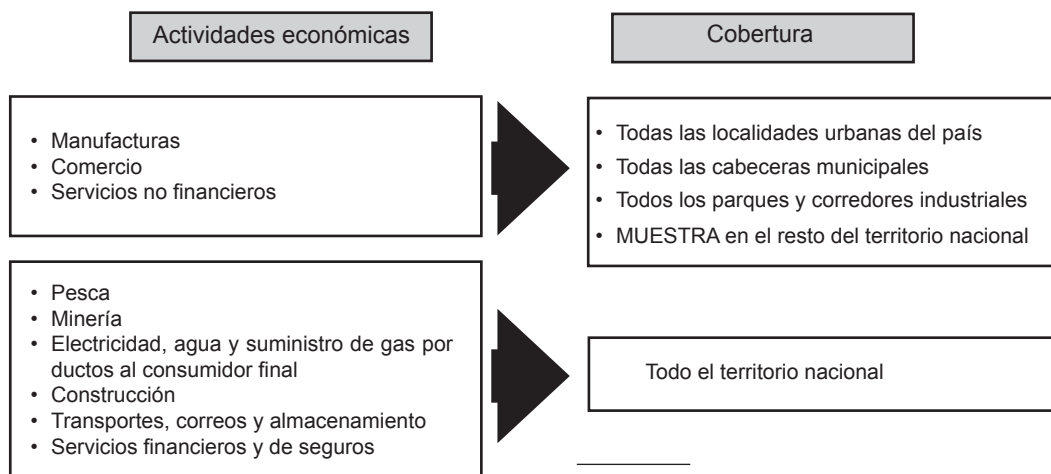 Actividades económicas
Cobertura
• Manufacturas
• Comercio
• Servicios no financieros
• Todas las localidades urbanas del país
• Todas las cabeceras municipales
• Todos los parques y corredores industriales
• MUESTRA en el resto del territorio nacional
• Pesca
• Minería
• Electricidad, agua y suministro de gas por
ductos al consumidor final
• Construcción
• Transportes, correos y almacenamiento
• Servicios financieros y de seguros
Todo el territorio nacional